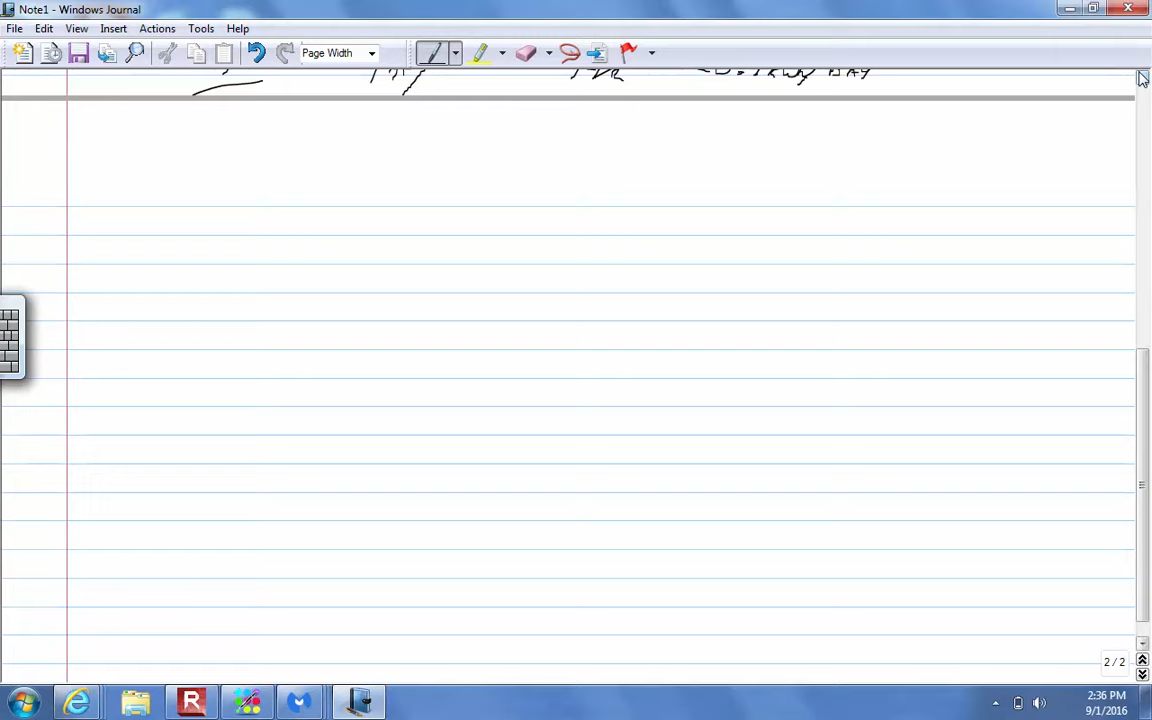 Note1 - Windows Journal
File Edit View Insert Actions Tools Help
Page Width
2 / 2
2:36 PM
9/1/2016